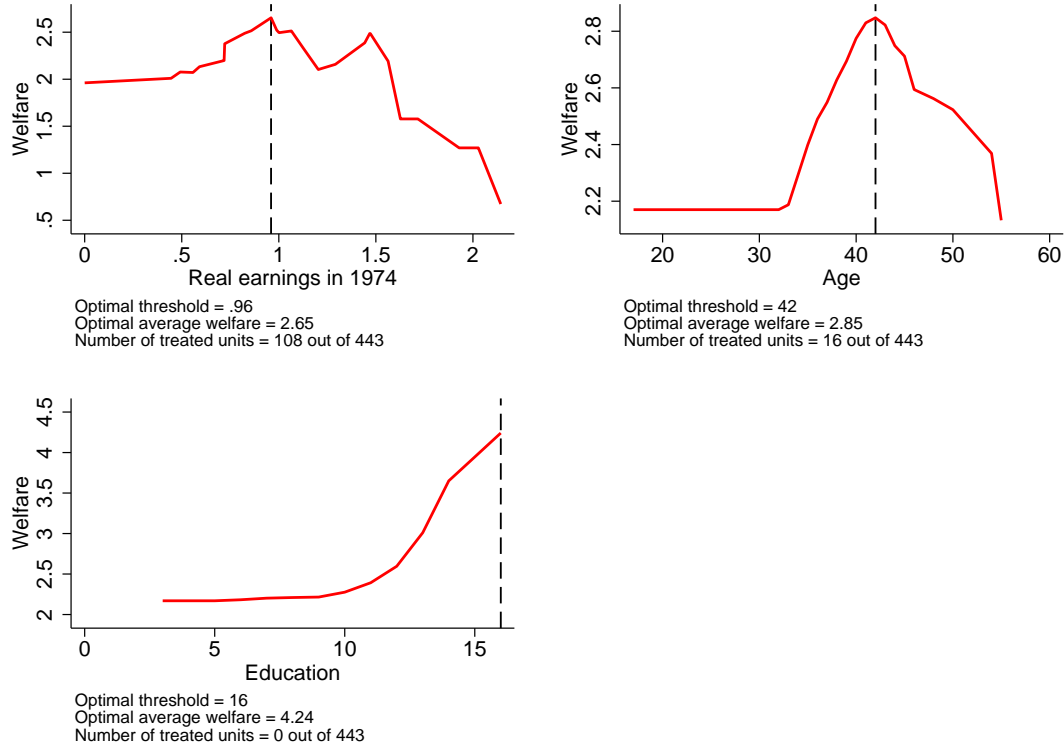 Welfare
2.5
2
1.5
1
.5
0
.5
1
1.5
2
Real earnings in 1974
Optimal threshold = .96
Optimal average welfare = 2.65
Number of treated units = 108 out of 443
Welfare
2.8
2.6
2.4
2.2
20
30
40
50
60
Age
Optimal threshold = 42
Optimal average welfare = 2.85
Number of treated units = 16 out of 443
Welfare
4.5
4
3.5
3
2.5
2
0
5
10
15
Education
Optimal threshold = 16
Optimal average welfare = 4.24
Number of treated units = 0 out of 443